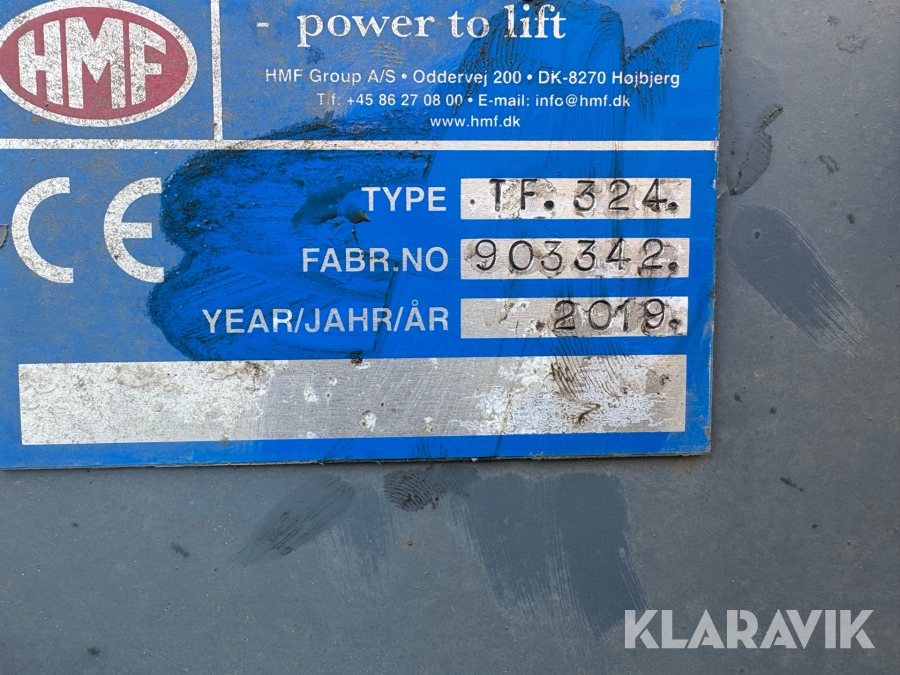 HMF
- power to lift
HMF Group A/S • Oddervej 200 • DK-8270 Højbjerg
Tlf: +45 86 27 08 00 • E-mail: info@hmf.dk
www.hmf.dk
CE
TYPE .TF. 324.
FABR.NO 903342.
YEAR/JAHR/ÅR 2019.
KLARAVIK